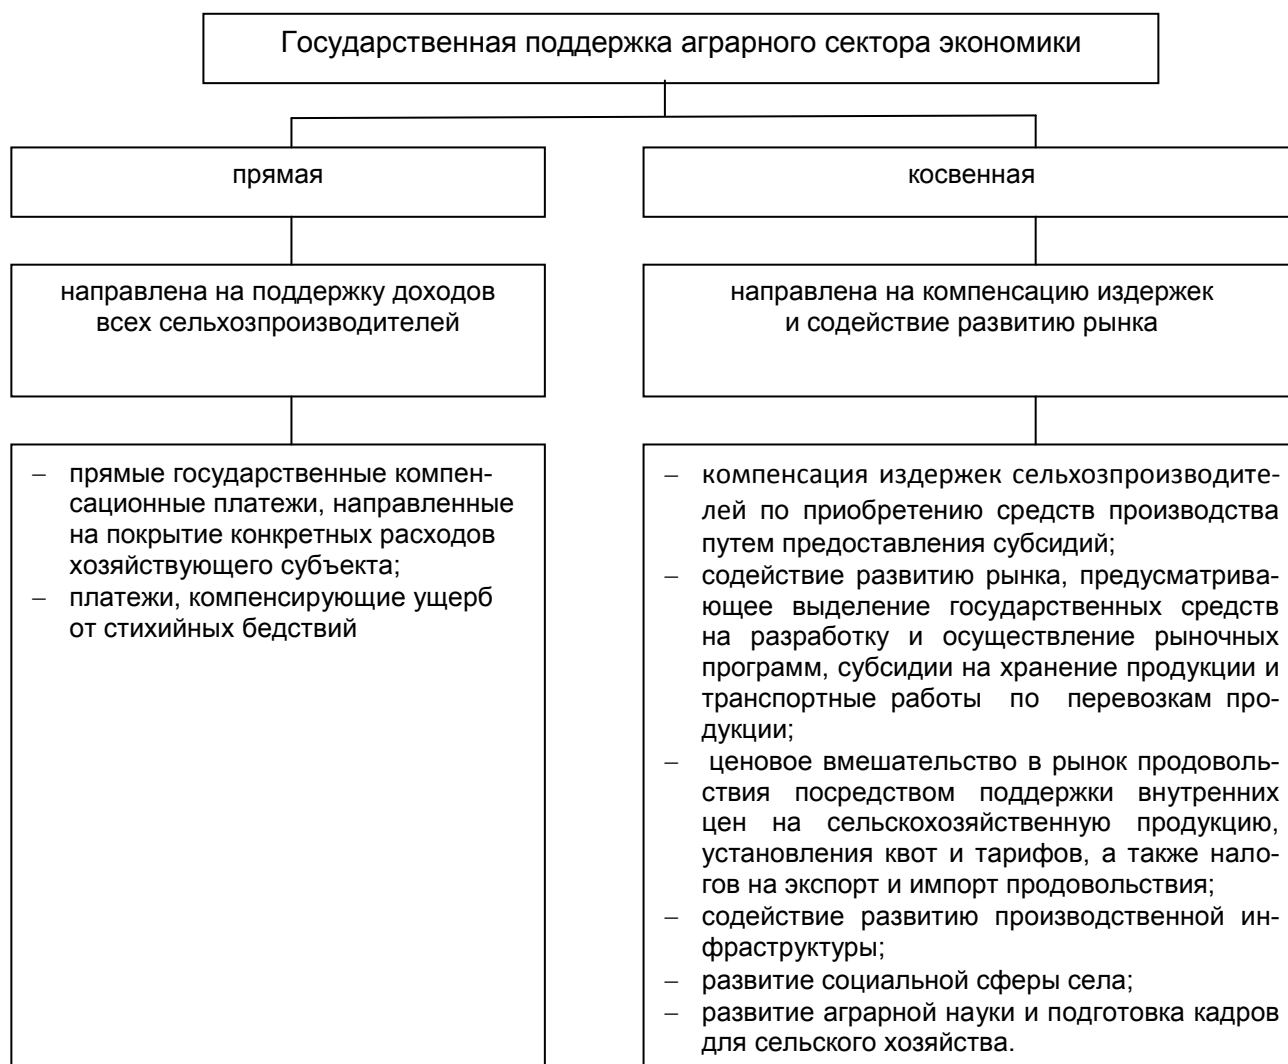 Государственная поддержка аграрного сектора экономики
прямая
косвенная
направлена на поддержку доходов
всех сельхозпроизводителей
направлена на компенсацию издержек
и содействие развитию рынка
– прямые государственные компен-
сационные платежи, направленные
на покрытие конкретных расходов
хозяйствующего субъекта;
– платежи, компенсирующие ущерб
от стихийных бедствий
– компенсация издержек сельхозпроизводите-
лей по приобретению средств производства
путем предоставления субсидий;
– содействие развитию рынка, предусматрива-
ющее выделение государственных средств
на разработку и осуществление рыночных
программ, субсидии на хранение продукции и
транспортные работы по перевозкам про-
дукции;
– ценовое вмешательство в рынок продоволь-
ствия посредством поддержки внутренних
цен на сельскохозяйственную продукцию,
установления квот и тарифов, а также нало-
гов на экспорт и импорт продовольствия;
– содействие развитию производственной ин-
фраструктуры;
– развитие социальной сферы села;
– развитие аграрной науки и подготовка кадров
для сельского хозяйства.